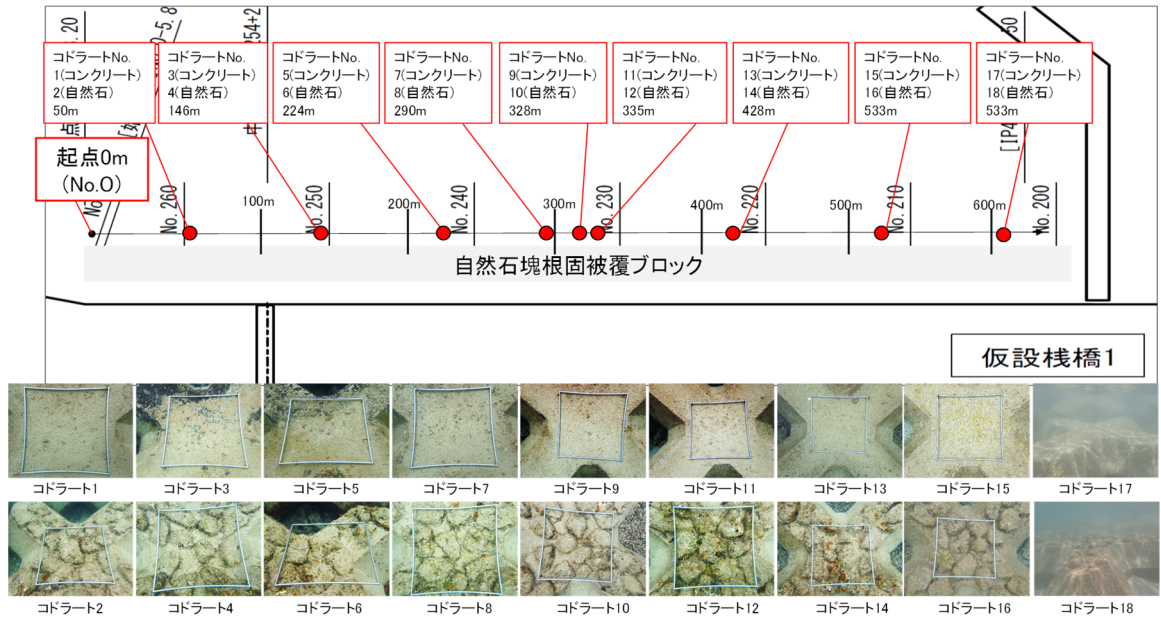 コドラートNo.
1(コンクリート)
2(自然石)
50m
コドラートNo.
3(コンクリート)
4(自然石)
146m
コドラートNo.
5(コンクリート)
6(自然石)
224m
コドラートNo.
7(コンクリート)
8(自然石)
290m
コドラートNo.
9(コンクリート)
10(自然石)
328m
コドラートNo.
11(コンクリート)
12(自然石)
335m
コドラートNo.
13(コンクリート)
14(自然石)
428m
コドラートNo.
15(コンクリート)
16(自然石)
533m
コドラートNo.
17(コンクリート)
18(自然石)
533m
起点0m
(No.O)
No.260
100m
No.250
200m
No.240
300m
No.230
400m
No.220
500m
No.210
600m
No.200
自然石塊根固被覆ブロック
仮設桟橋1
コドラート1
コドラート3
コドラート5
コドラート7
コドラート9
コドラート11
コドラート13
コドラート15
コドラート17
コドラート2
コドラート4
コドラート6
コドラート8
コドラート10
コドラート12
コドラート14
コドラート16
コドラート18